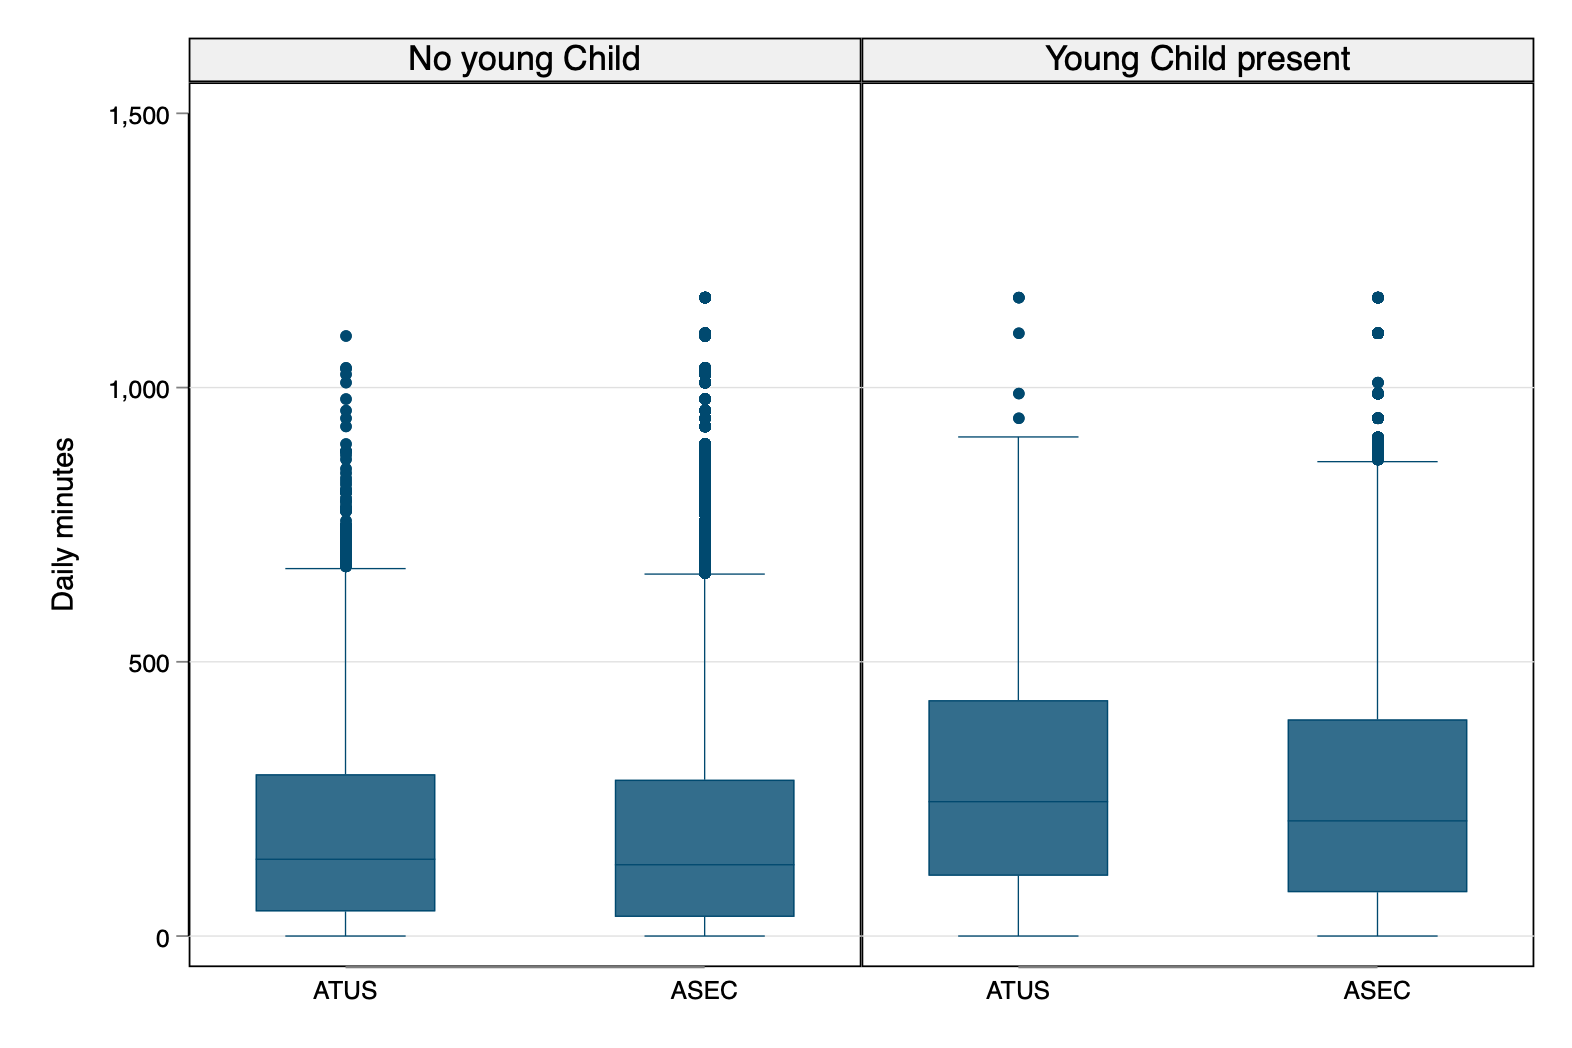 No young Child
Young Child present
1,500
1,000
500
0
Daily minutes
ATUS
ASEC
ATUS
ASEC